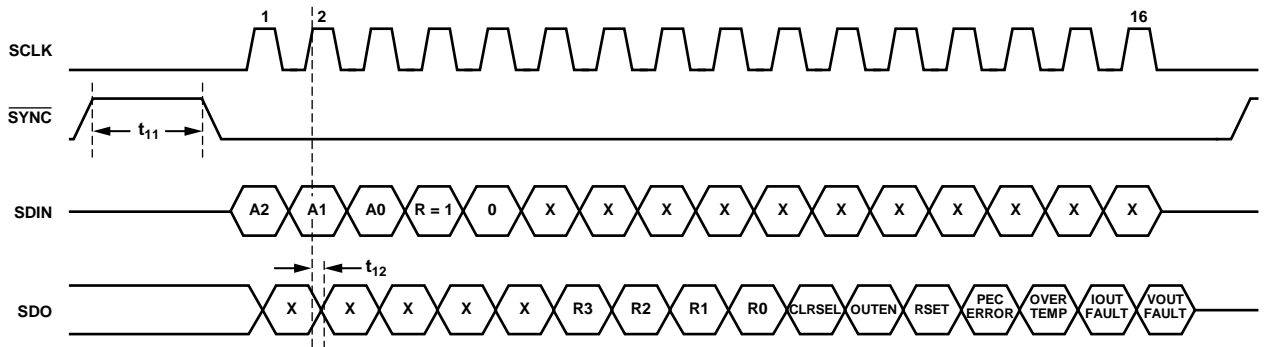 1 2 16
SCLK
SYNC
t11
SDIN A2 A1 A0 R = 1 0 X X X X X X X X X X X
t12
SDO X X X X X R3 R2 R1 R0 CLRSEL OUTEN RSET PEC ERROR OVER TEMP IOUT FAULT VOUT FAULT